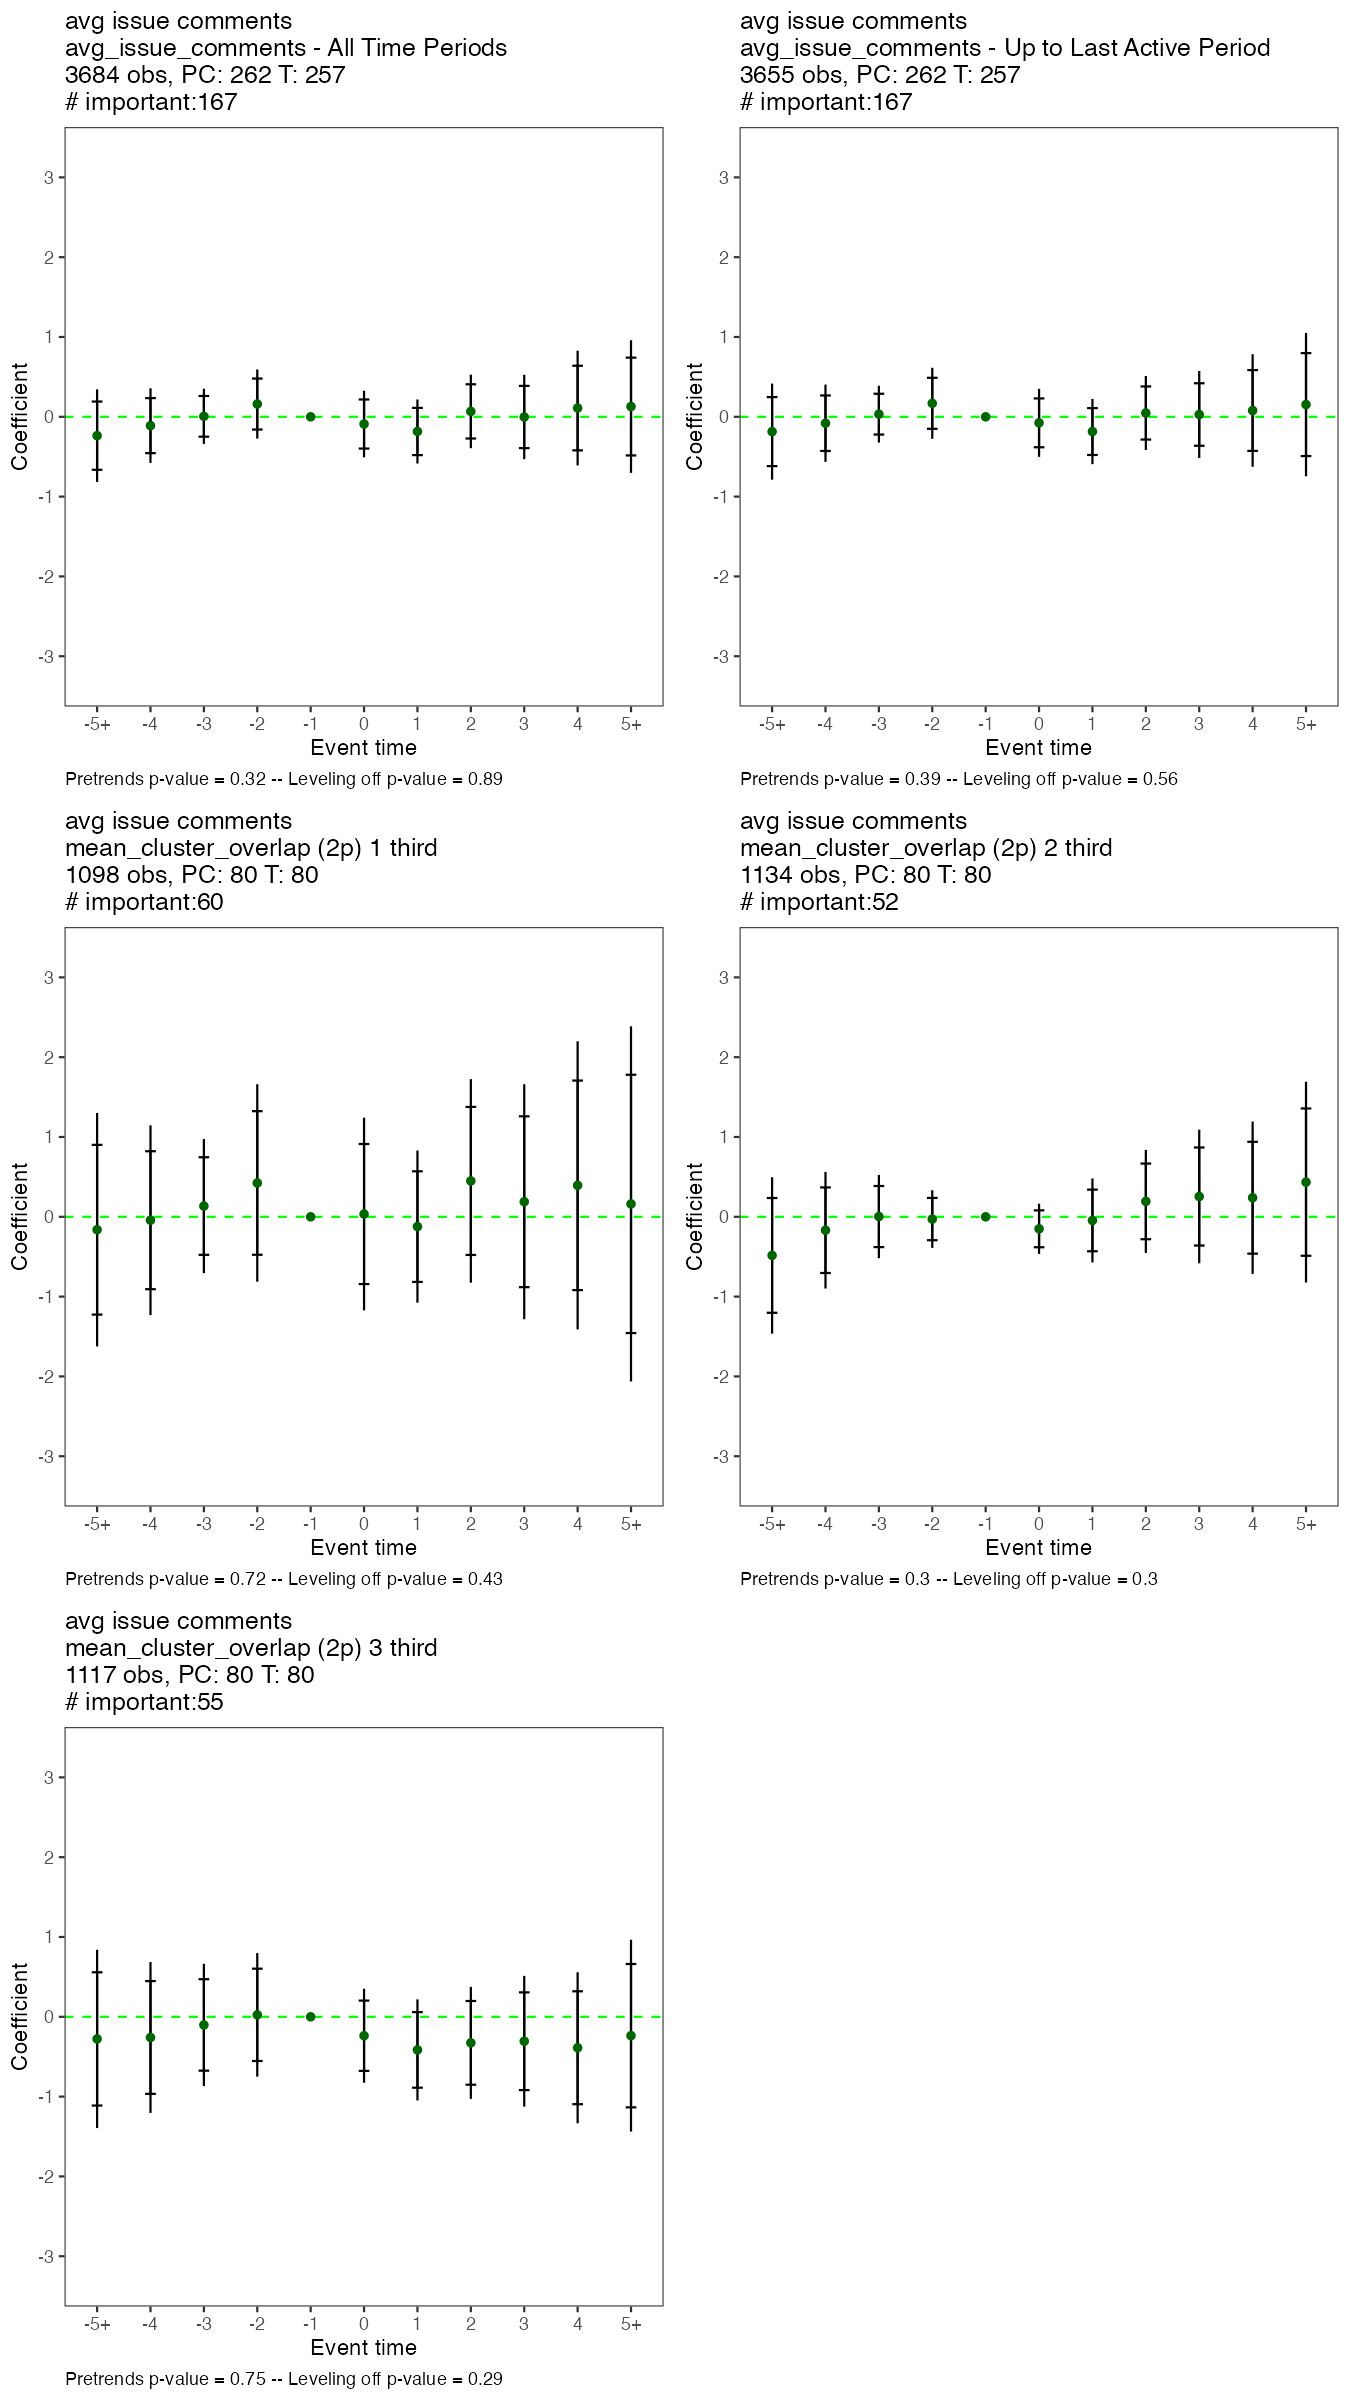 avg issue comments
avg_issue_comments - All Time Periods
3684 obs, PC: 262 T: 257
# important:167
3
2
1
0
-1
-2
-3
Coefficient
-5+ -4 -3 -2 -1 0 1 2 3 4 5+
Event time
Pretrends p-value = 0.32 -- Leveling off p-value = 0.89
avg issue comments
avg_issue_comments - Up to Last Active Period
3655 obs, PC: 262 T: 257
# important:167
3
2
1
0
-1
-2
-3
Coefficient
-5+ -4 -3 -2 -1 0 1 2 3 4 5+
Event time
Pretrends p-value = 0.39 -- Leveling off p-value = 0.56
avg issue comments
mean_cluster_overlap (2p) 1 third
1098 obs, PC: 80 T: 80
# important:60
3
2
1
0
-1
-2
-3
Coefficient
-5+ -4 -3 -2 -1 0 1 2 3 4 5+
Event time
Pretrends p-value = 0.72 -- Leveling off p-value = 0.43
avg issue comments
mean_cluster_overlap (2p) 2 third
1134 obs, PC: 80 T: 80
# important:52
3
2
1
0
-1
-2
-3
Coefficient
-5+ -4 -3 -2 -1 0 1 2 3 4 5+
Event time
Pretrends p-value = 0.3 -- Leveling off p-value = 0.3
avg issue comments
mean_cluster_overlap (2p) 3 third
1117 obs, PC: 80 T: 80
# important:55
3
2
1
0
-1
-2
-3
Coefficient
-5+ -4 -3 -2 -1 0 1 2 3 4 5+
Event time
Pretrends p-value = 0.75 -- Leveling off p-value = 0.29